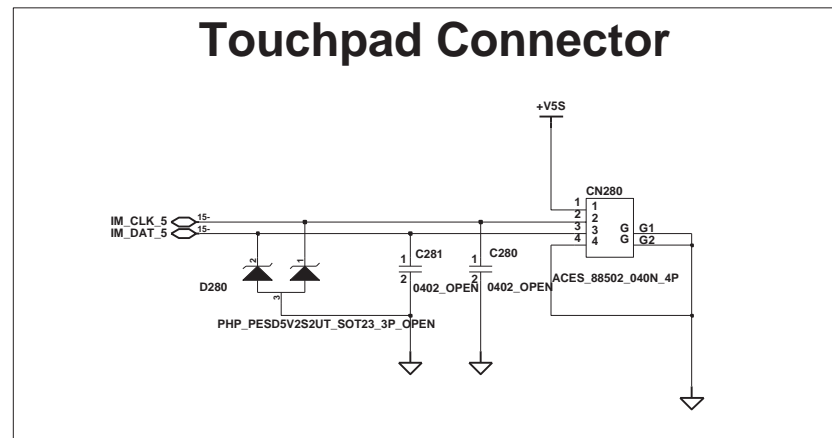 Touchpad Connector
+V5S
CN280
1 1
2 2
3 3 G G1
4 4 G G2
IM_CLK_5 15-
IM_DAT_5 15-
2 1
D280
3
1 C281
2 0402_OPEN
1 C280
2 0402_OPEN
ACES_88502_040N_4P
PHP_PESD5V2S2UT_SOT23_3P_OPEN